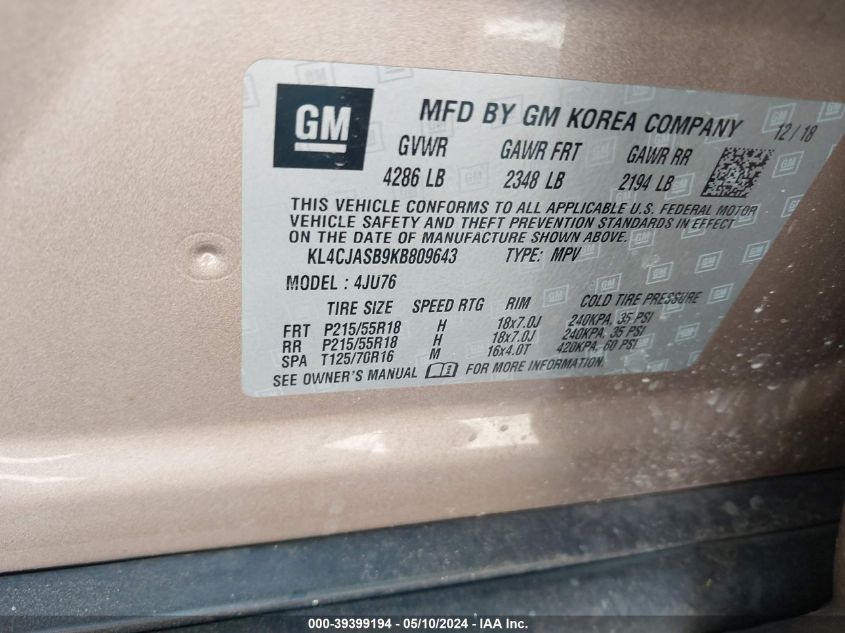 GM
MFD BY GM KOREA COMPANY 12/18
GVWR GAWR FRT GAWR RR
4286 LB 2348 LB 2194 LB
THIS VEHICLE CONFORMS TO ALL APPLICABLE U.S. FEDERAL MOTOR
VEHICLE SAFETY AND THEFT PREVENTION STANDARDS IN EFFECT
ON THE DATE OF MANUFACTURE SHOWN ABOVE.
KL4CJASB9KB809643 TYPE: MPV
MODEL : 4JU76
TIRE SIZE SPEED RTG RIM COLD TIRE PRESSURE
FRT P215/55R18 H 18x7.0J 240KPA, 35 PSI
RR P215/55R18 H 18x7.0J 240KPA, 35 PSI
SPA T125/70R16 M 16x4.0T 420KPA, 60 PSI
SEE OWNER'S MANUAL FOR MORE INFORMATION.
000-39399194 - 05/10/2024 - IAA Inc.